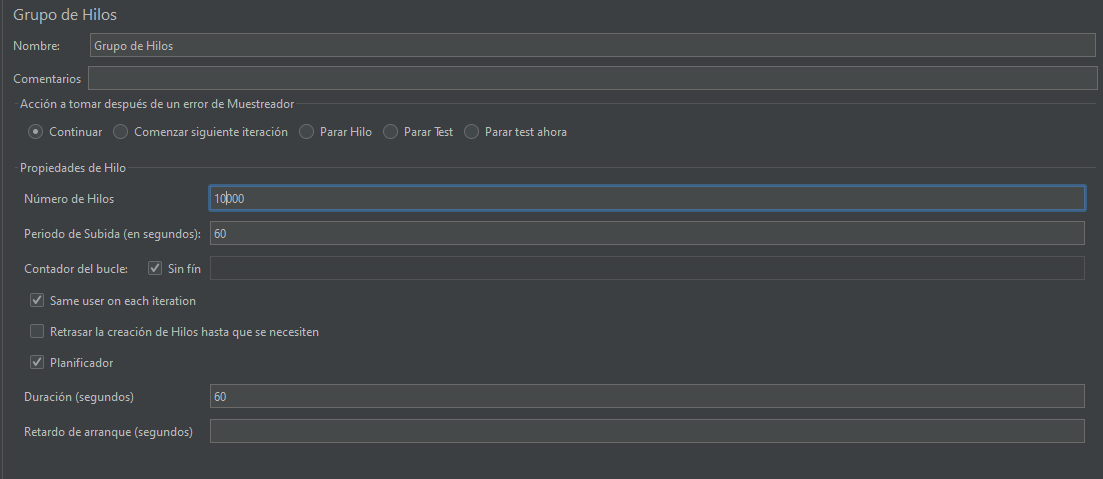 Grupo de Hilos
Nombre: Grupo de Hilos
Comentarios
Acción a tomar después de un error de Muestreador
Continuar Comenzar siguiente iteración Parar Hilo Parar Test Parar test ahora
Propiedades de Hilo
Número de Hilos 10000
Periodo de Subida (en segundos): 60
Contador del bucle: Sin fín
Same user on each iteration
Retrasar la creación de Hilos hasta que se necesiten
Planificador
Duración (segundos) 60
Retardo de arranque (segundos)